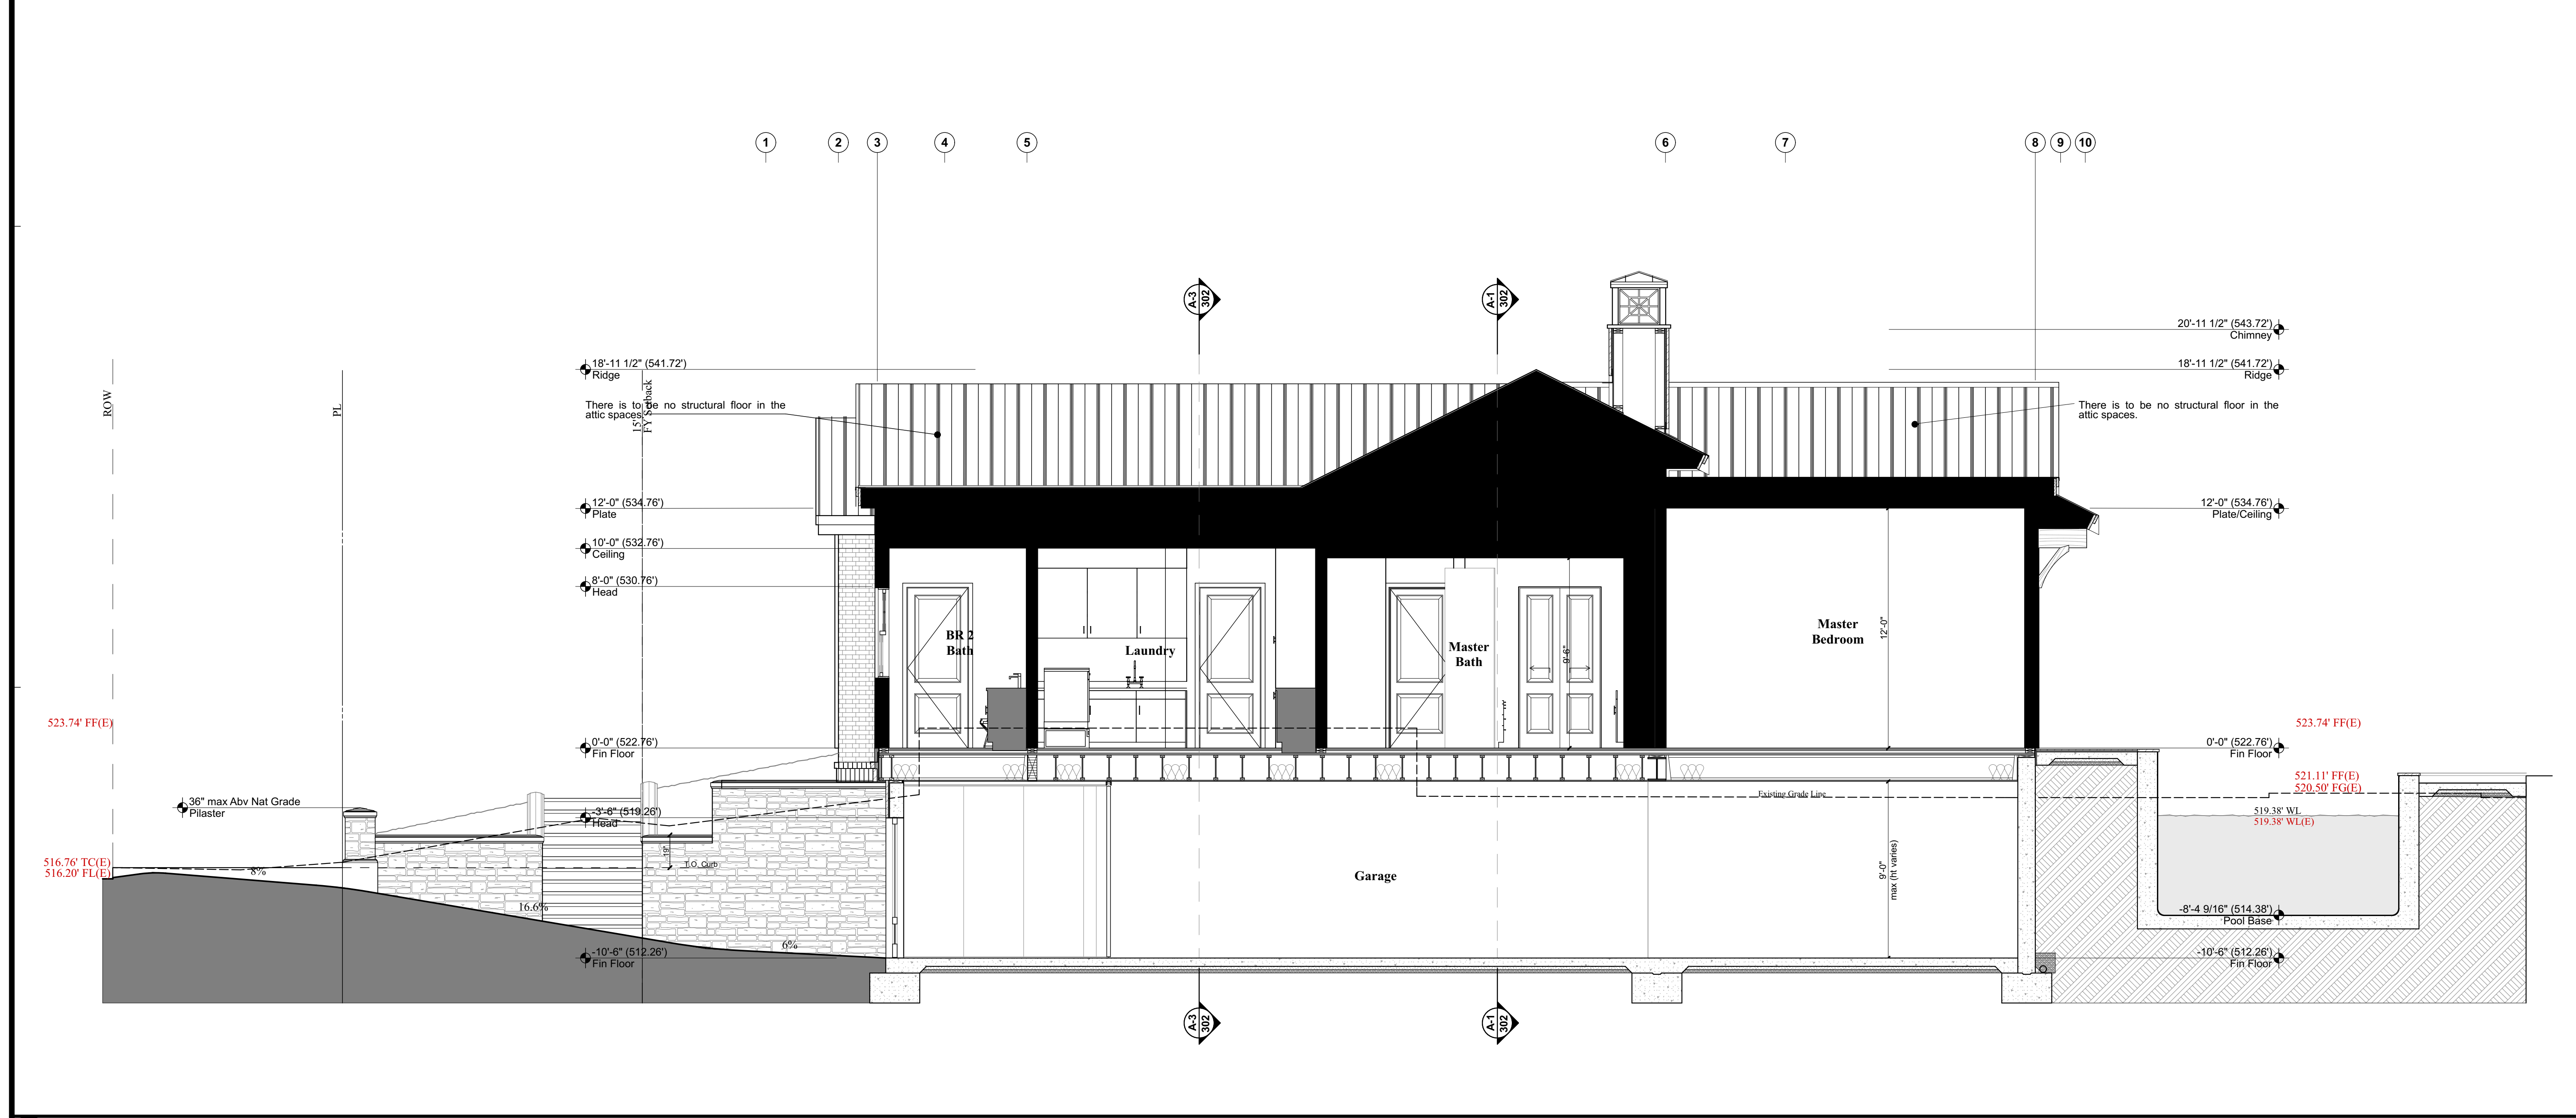 1
2
3
4
5
6
7
8
9
10
A-3
302
A-1
302
20'-11 1/2" (543.72')
Chimney
18'-11 1/2" (541.72')
Ridge
18'-11 1/2" (541.72')
Ridge
ROW
PL
15'
FY Setback
There is to be no structural floor in the
attic spaces.
There is to be no structural floor in the
attic spaces.
12'-0" (534.76')
Plate
12'-0" (534.76')
Plate/Ceiling
10'-0" (532.76')
Ceiling
8'-0" (530.76')
Head
BR 2
Bath
Laundry
Master
Bath
9'-6"
Master
Bedroom
12'-0"
523.74' FF(E)
523.74' FF(E)
0'-0" (522.76')
Fin Floor
0'-0" (522.76')
Fin Floor
521.11' FF(E)
520.50' FG(E)
Existing Grade Line
36" max Abv Nat Grade
Pilaster
-3'-6" (519.26')
Head
519.38' WL
519.38' WL(E)
19"
T.O. Curb
516.76' TC(E)
516.20' FL(E)
8%
Garage
9'-0"
max (ht varies)
16.6%
-8'-4 9/16" (514.38')
Pool Base
6%
-10'-6" (512.26')
Fin Floor
-10'-6" (512.26')
Fin Floor
A-3
302
A-1
302